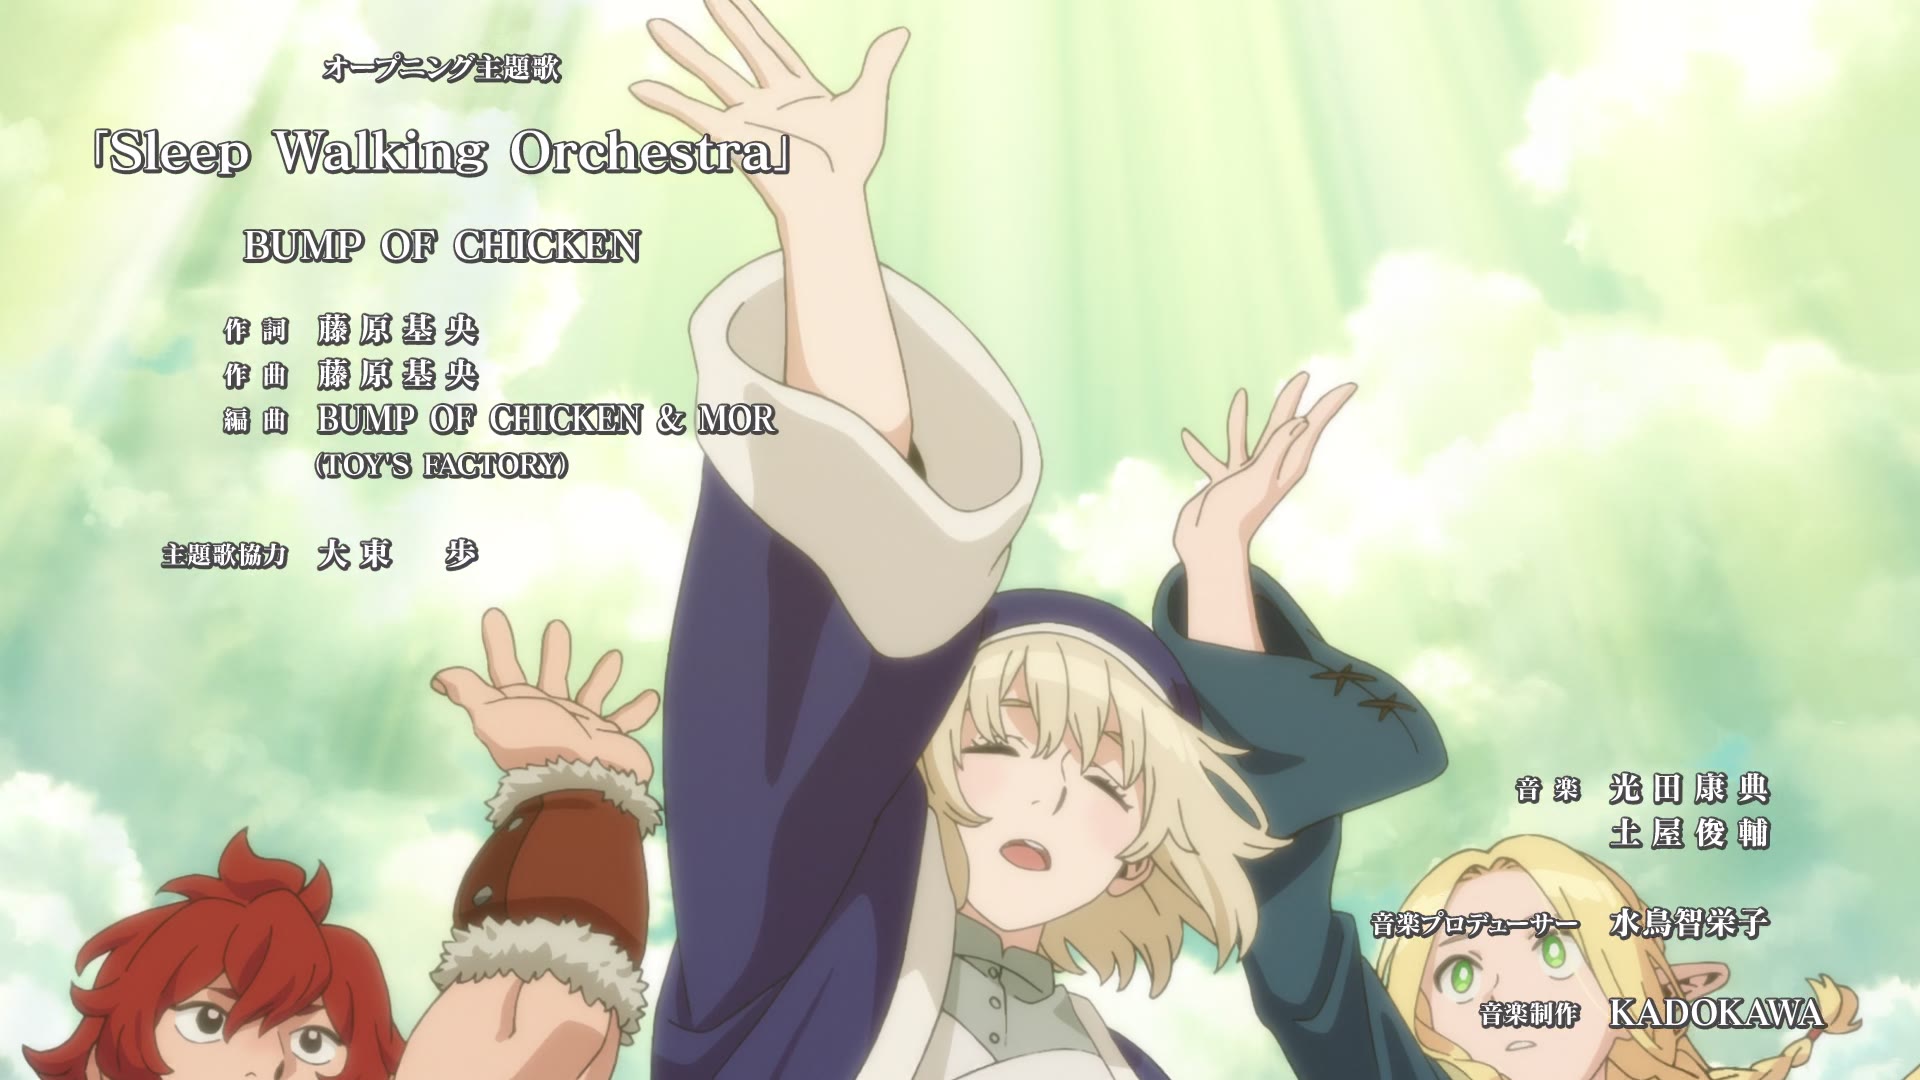 オープニング主題歌
「Sleep Walking Orchestra」
BUMP OF CHICKEN
作詞 藤原基央
作曲 藤原基央
編曲 BUMP OF CHICKEN & MOR
(TOY'S FACTORY)
主題歌協力 大東 歩
音楽 光田康典
土屋俊輔
音楽プロデューサー 水鳥智栄子
音楽制作 KADOKAWA